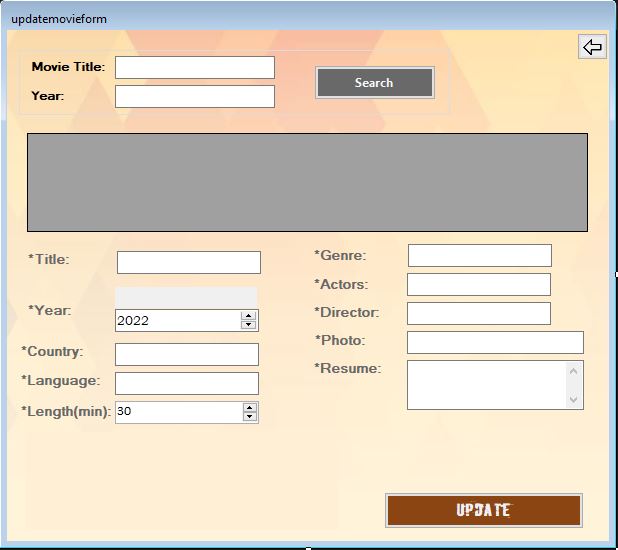 updatemovieform
Movie Title:
Year:
Search
*Title:
*Year:
2022
*Country:
*Language:
*Length(min):
30
*Genre:
*Actors:
*Director:
*Photo:
*Resume:
UPDATE